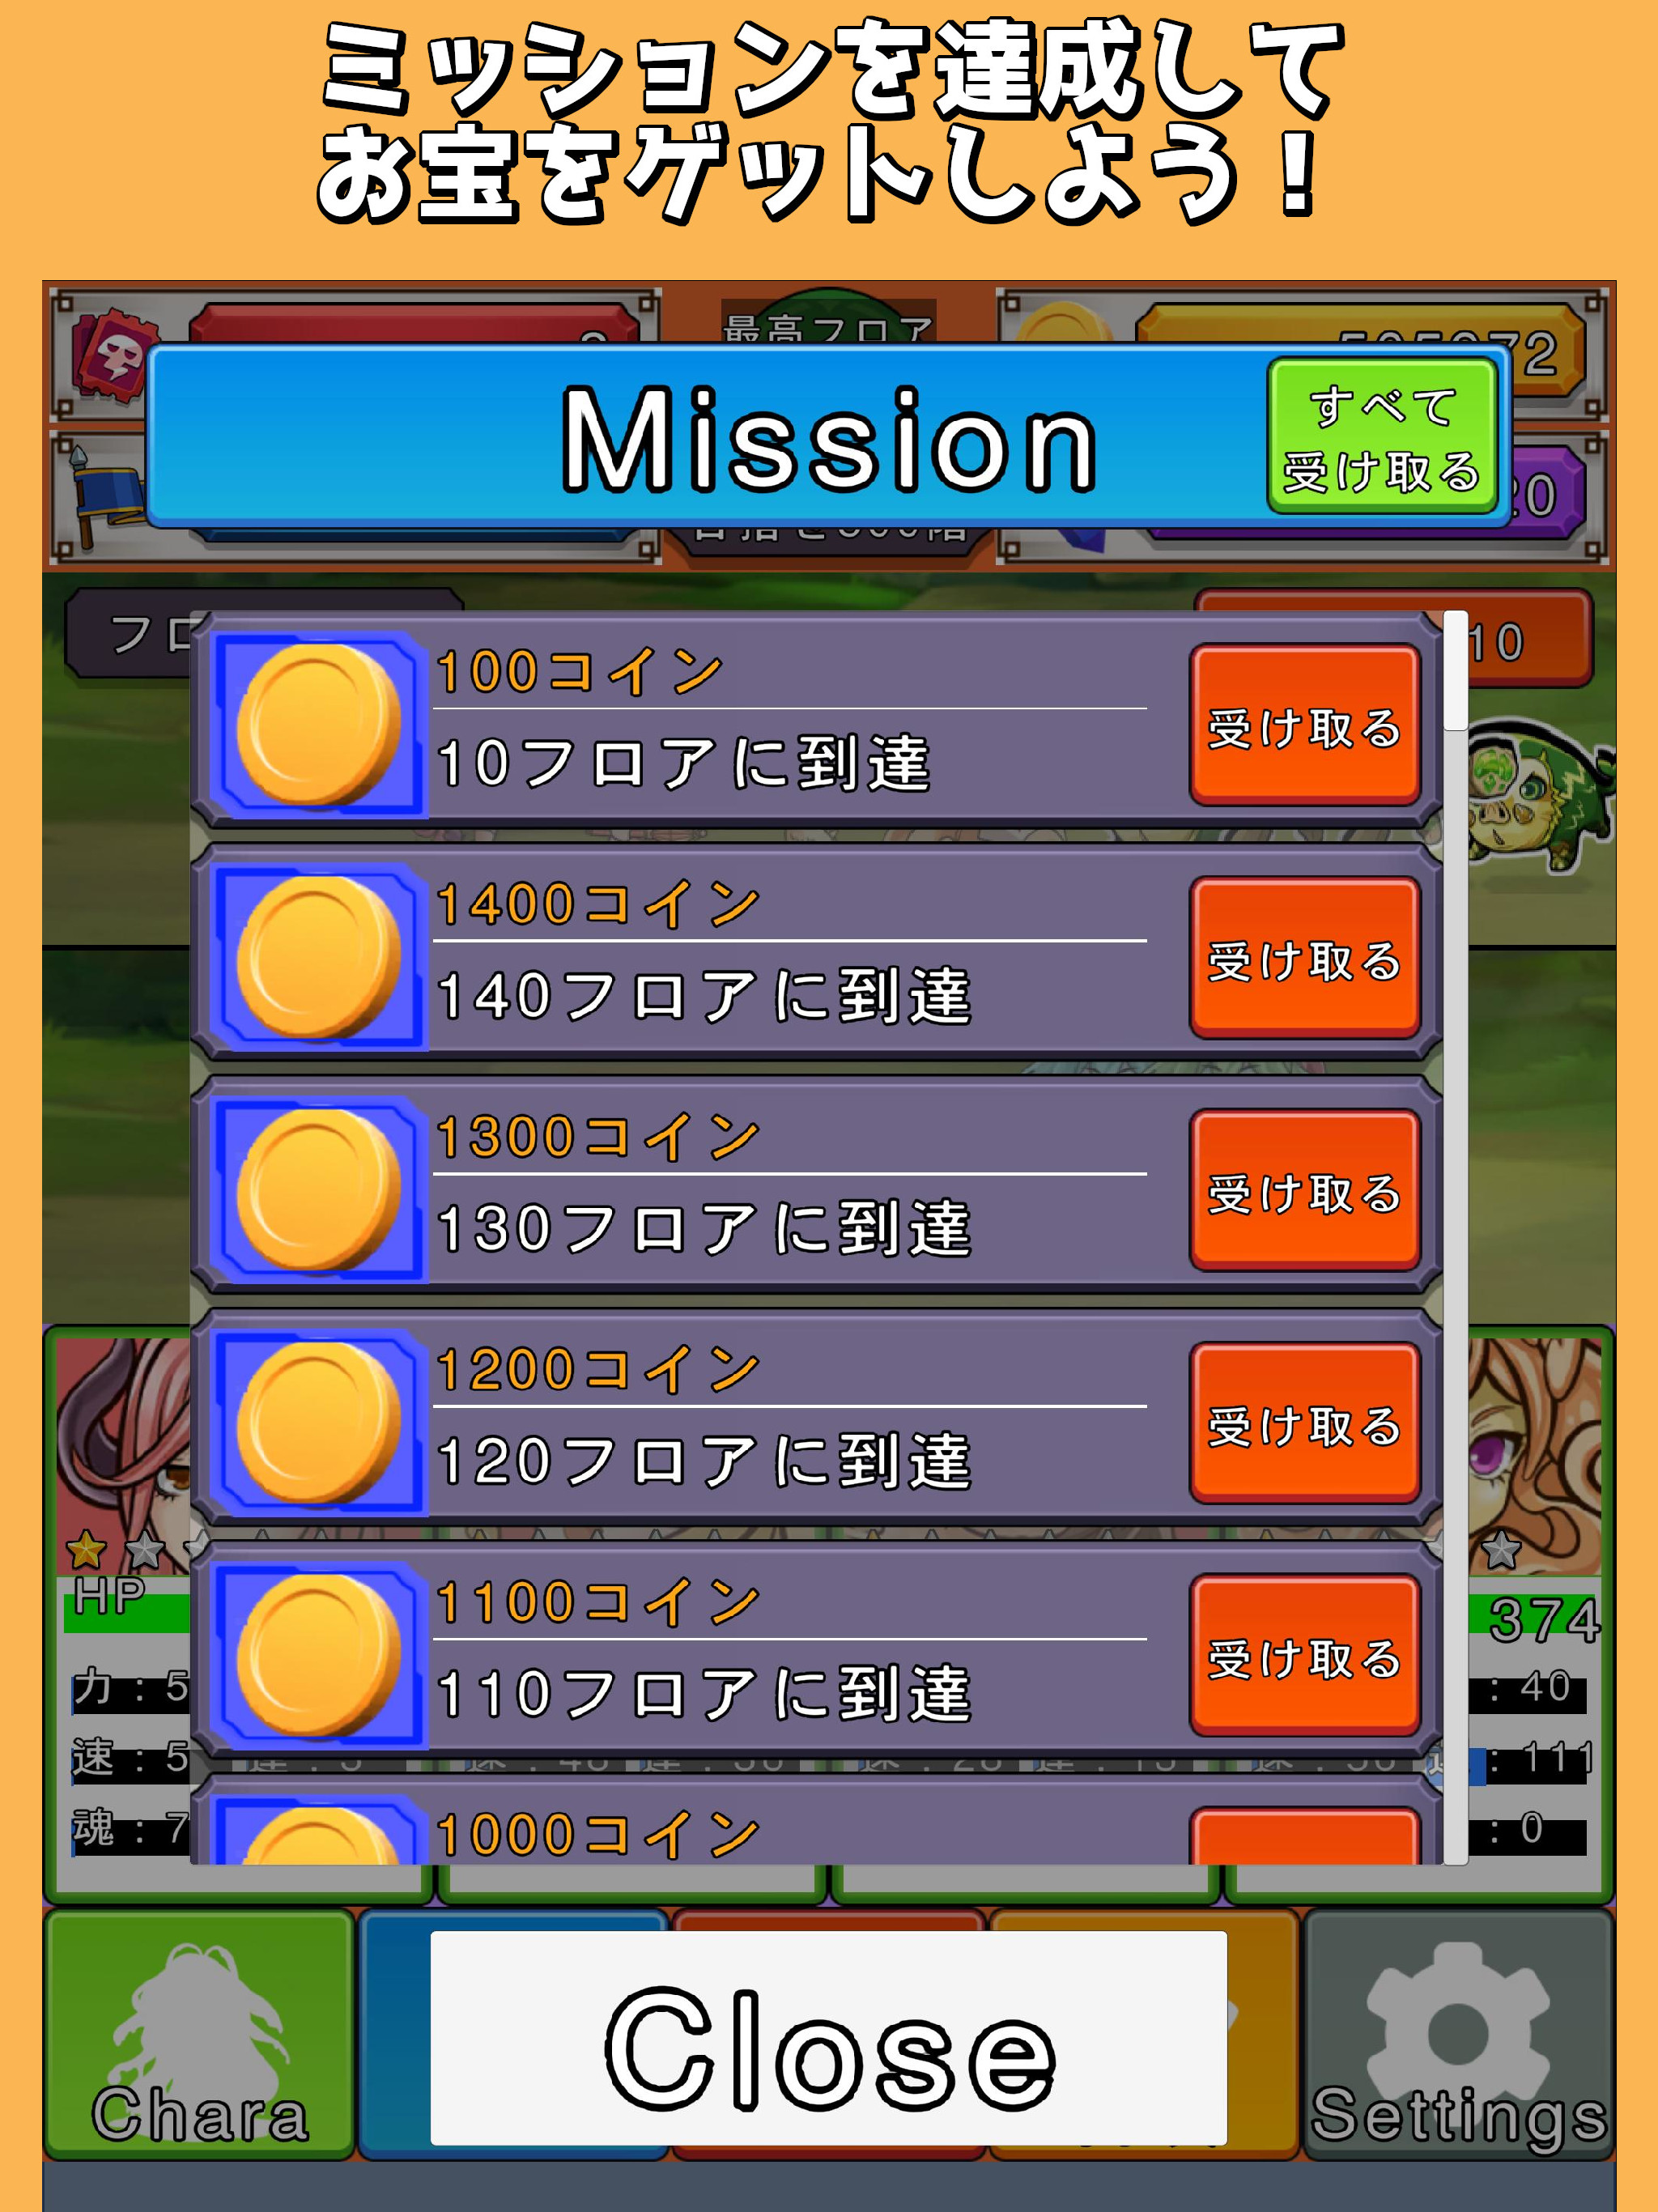 ミッションを達成して
お宝をゲットしよう！
最高フロア
Mission
すべて
受け取る
100コイン
10フロアに到達
受け取る
1400コイン
140フロアに到達
受け取る
1300コイン
130フロアに到達
受け取る
1200コイン
120フロアに到達
受け取る
1100コイン
110フロアに到達
受け取る
1000コイン
HP
374
力:5
:40
速:5
:111
魂:7
:0
Chara
Close
Settings